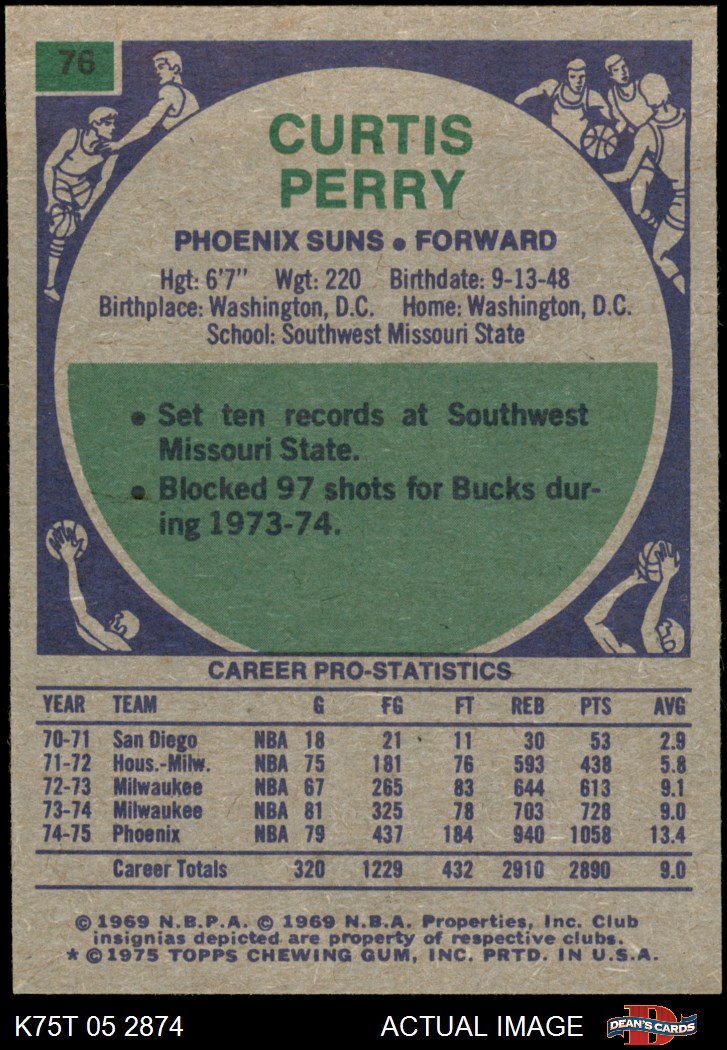 76
CURTIS
PERRY
PHOENIX SUNS • FORWARD
Hgt: 6'7" Wgt: 220 Birthdate: 9-13-48
Birthplace: Washington, D.C. Home: Washington, D.C.
School: Southwest Missouri State
• Set ten records at Southwest
Missouri State.
• Blocked 97 shots for Bucks dur-
ing 1973-74.
CAREER PRO-STATISTICS
YEAR TEAM G FG FT REB PTS AVG
70-71 San Diego NBA 18 21 11 30 53 2.9
71-72 Hous.-Milw. NBA 75 181 76 593 438 5.8
72-73 Milwaukee NBA 67 265 83 644 613 9.1
73-74 Milwaukee NBA 81 325 78 703 728 9.0
74-75 Phoenix NBA 79 437 184 940 1058 13.4
Career Totals 320 1229 432 2910 2890 9.0
© 1969 N.B.P.A. © 1969 N.B.A. Properties, Inc. Club
insignias depicted are property of respective clubs.
* © 1975 TOPPS CHEWING GUM, INC. PRTD. IN U.S.A.
K75T 05 2874 ACTUAL IMAGE D DEAN'S CARDS